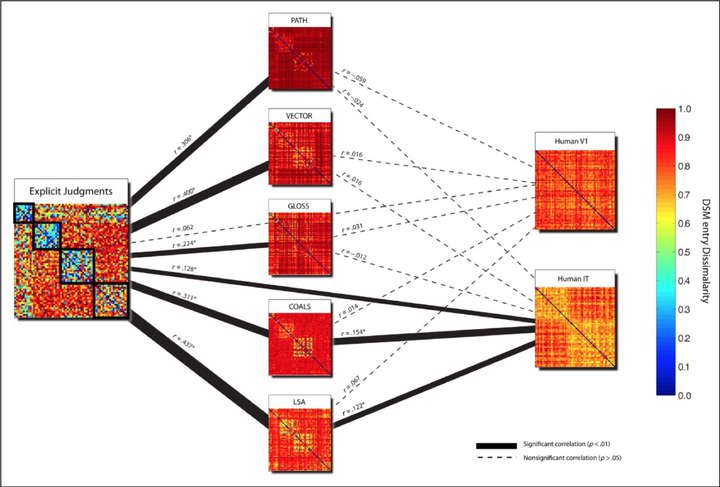 PATH
r = -.059
r = -.024
r = .306*
VECTOR
Human V1
r = .016
r = .016
r = .400*
Explicit Judgments
GLOSS
r = .062
r = .031
r = .224*
r = -.012
r = .128*
Human IT
COALS
r = .311*
r = .014
r = .154*
r = .437*
LSA
r = .067
r = .122*
1.0
0.9
0.8
0.7
0.6
0.5
0.4
0.3
0.2
0.1
0.0
DSM entry Dissimilarity
Significant correlation (p < .01)
Nonsignificant correlation (p > .05)